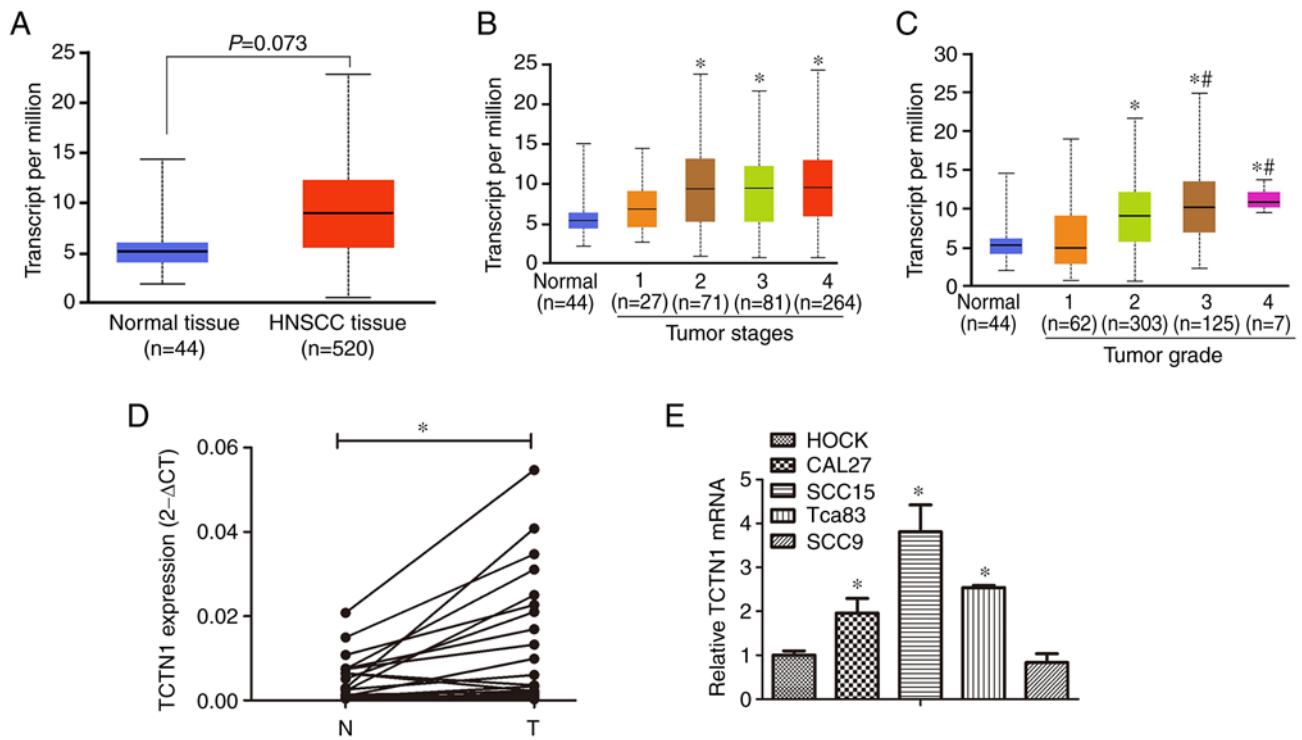 A
P=0.073
Transcript per million
25
20
15
10
5
0
Normal tissue
(n=44)
HNSCC tissue
(n=520)
B
Transcript per million
25
20
15
10
5
0
* * *
Normal 1 2 3 4
(n=44) (n=27) (n=71) (n=81) (n=264)
Tumor stages
C
Transcript per million
30
25
20
15
10
5
0
* *# *#
Normal 1 2 3 4
(n=44) (n=62) (n=303) (n=125) (n=7)
Tumor grade
D
TCTN1 expression (2−ΔCT)
0.06
0.04
0.02
0.00
*
N T
E
HOCK
CAL27
SCC15
Tca83
SCC9
Relative TCTN1 mRNA
5
4
3
2
1
0
* * *